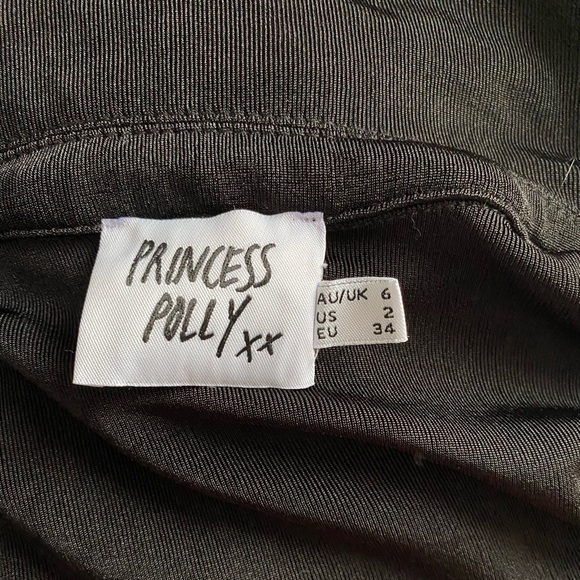 PRINCESS
POLLY xx
AU/UK 6
US 2
EU 34